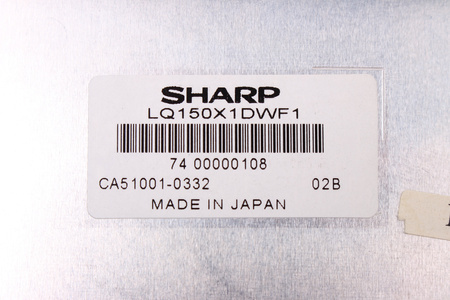 SHARP
LQ150X1DWF1
74 00000108
CA51001-0332 02B
MADE IN JAPAN